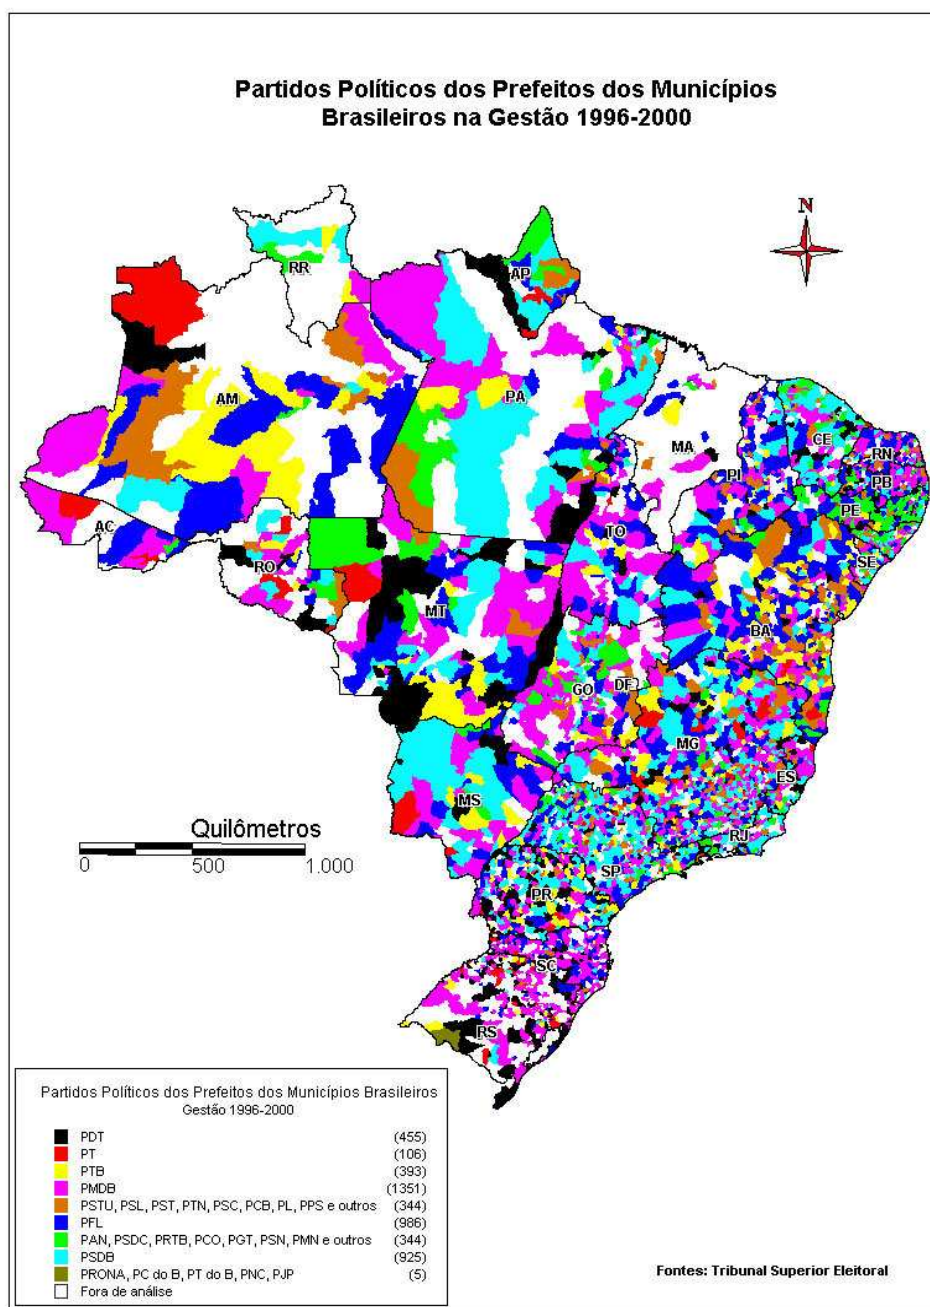 Partidos Políticos dos Prefeitos dos Municípios
Brasileiros na Gestão 1996-2000
N
RR
AP
AM
PA
MA
CE
RN
PI
PB
PE
AC
TO
SE
RO
MT
BA
GO
DF
MG
ES
MS
RJ
Quilômetros
0 500 1.000
SP
PR
SC
RS
Partidos Políticos dos Prefeitos dos Municípios Brasileiros
Gestão 1996-2000
PDT (455)
PT (106)
PTB (393)
PMDB (1351)
PSTU, PSL, PST, PTN, PSC, PCB, PL, PPS e outros (344)
PFL (986)
PAN, PSDC, PRTB, PCO, PGT, PSN, PMN e outros (344)
PSDB (925)
PRONA, PC do B, PT do B, PNC, PJP (5)
Fora de análise
Fontes: Tribunal Superior Eleitoral